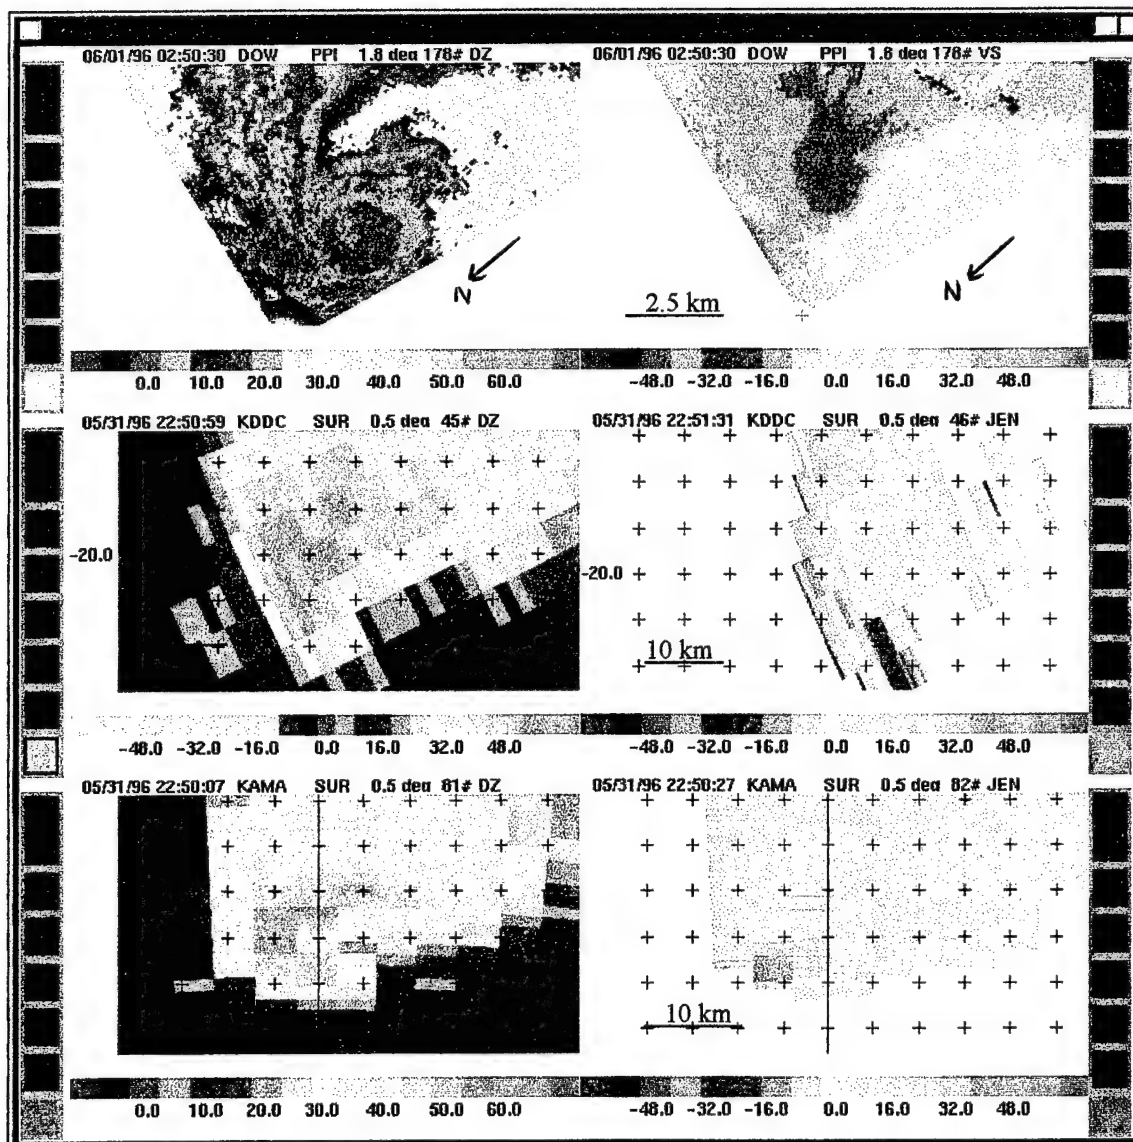 06/01/96 02:50:30 DOW PPI 1.8 deg 178# DZ
06/01/96 02:50:30 DOW PPI 1.8 deg 178# VS
N
N
2.5 km
0.0 10.0 20.0 30.0 40.0 50.0 60.0
-48.0 -32.0 -16.0 0.0 16.0 32.0 48.0
05/31/96 22:50:59 KDDC SUR 0.5 deg 45# DZ
05/31/96 22:51:31 KDDC SUR 0.5 deg 46# JEN
-20.0
-20.0
10 km
-48.0 -32.0 -16.0 0.0 16.0 32.0 48.0
-48.0 -32.0 -16.0 0.0 16.0 32.0 48.0
05/31/96 22:50:07 KAMA SUR 0.5 deg 81# DZ
05/31/96 22:50:27 KAMA SUR 0.5 deg 82# JEN
10 km
0.0 10.0 20.0 30.0 40.0 50.0 60.0
-48.0 -32.0 -16.0 0.0 16.0 32.0 48.0